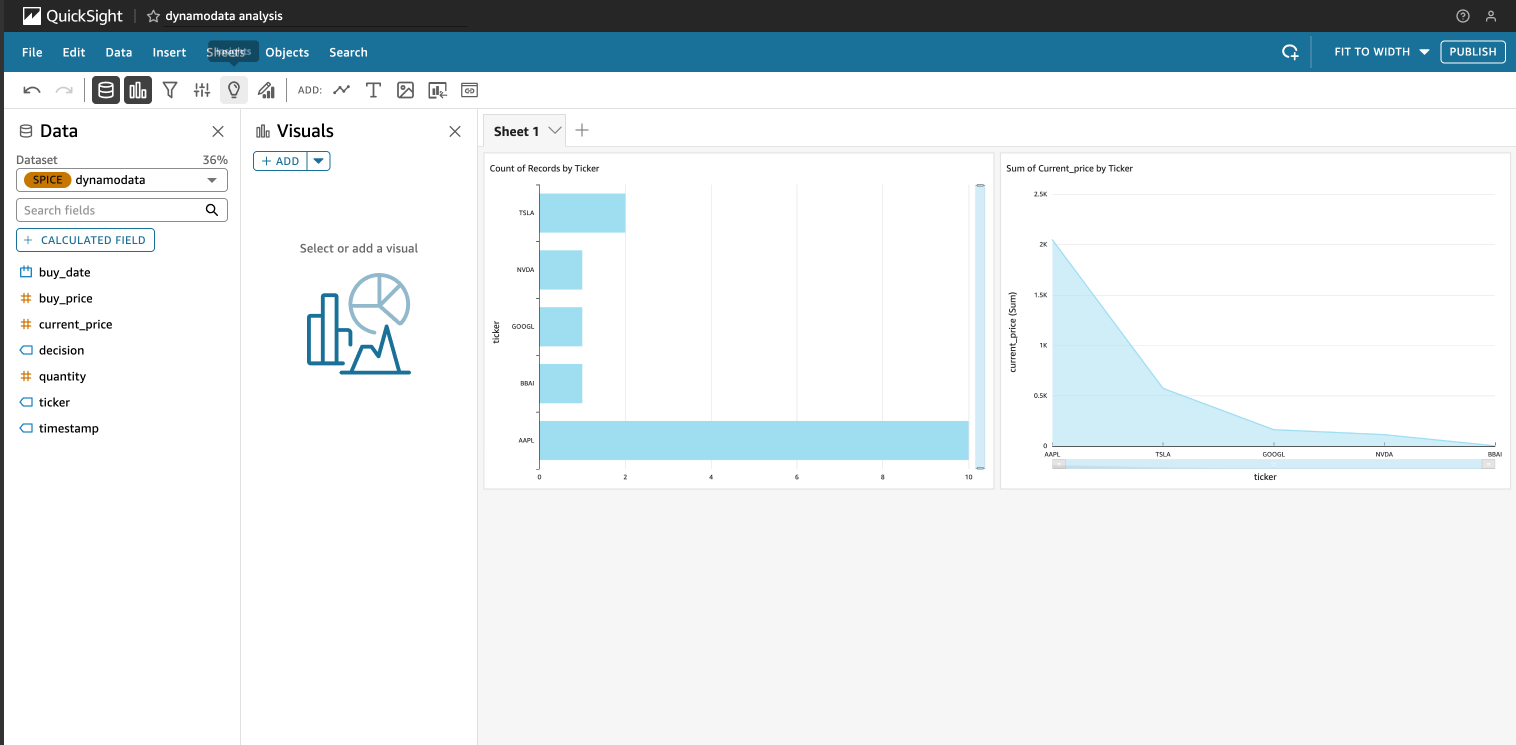 QuickSight
dynamodata analysis
File Edit Data Insert Sheets Objects Search
Insights
FIT TO WIDTH
PUBLISH
ADD:
Data
Dataset 36%
SPICE dynamodata
Search fields
+ CALCULATED FIELD
buy_date
buy_price
current_price
decision
quantity
ticker
timestamp
Visuals
+ ADD
Select or add a visual
Sheet 1
Count of Records by Ticker
ticker
TSLA
NVDA
GOOGL
BBAI
AAPL
0 2 4 6 8 10
Sum of Current_price by Ticker
current_price (Sum)
2.5K
2K
1.5K
1K
0.5K
0
AAPL TSLA GOOGL NVDA BBAI
ticker